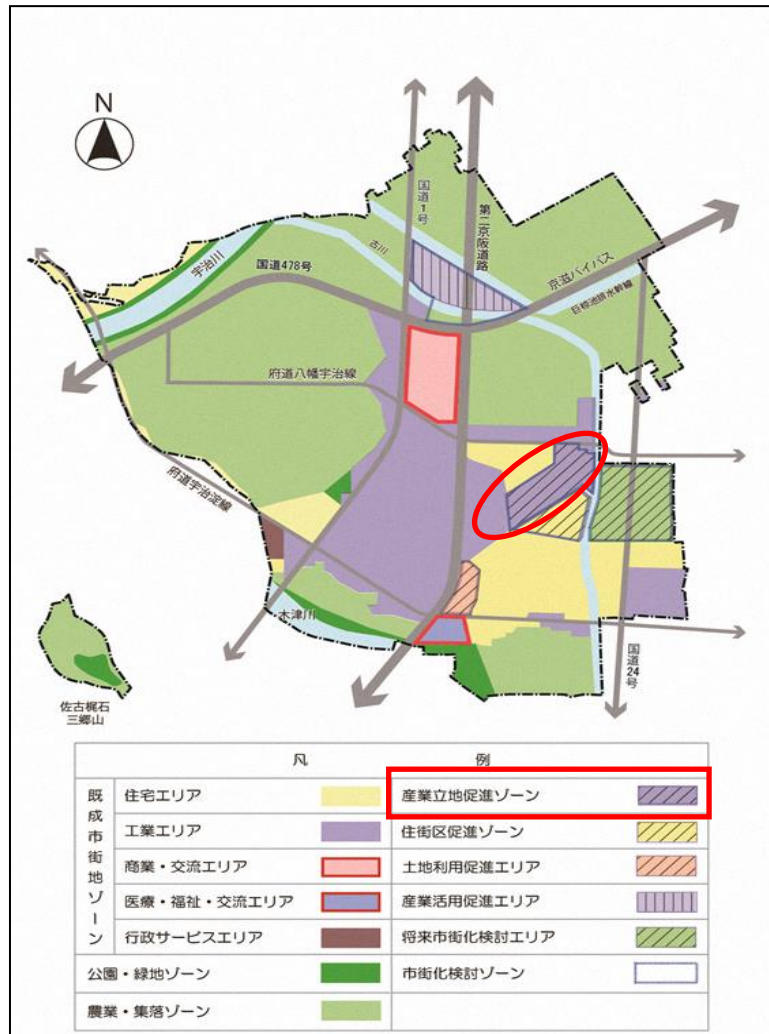 N
国道1号
第二京阪道路
宇治川
国道478号
古川
京滋バイパス
巨椋池排水幹線
府道八幡宇治線
府道宇治淀線
木津川
国道24号
佐古梶石
三郷山
凡 例
既成市街地ゾーン
住宅エリア
産業立地促進ゾーン
工業エリア
住街区促進ゾーン
商業・交流エリア
土地利用促進エリア
医療・福祉・交流エリア
産業活用促進エリア
行政サービスエリア
将来市街化検討エリア
公園・緑地ゾーン
市街化検討ゾーン
農業・集落ゾーン